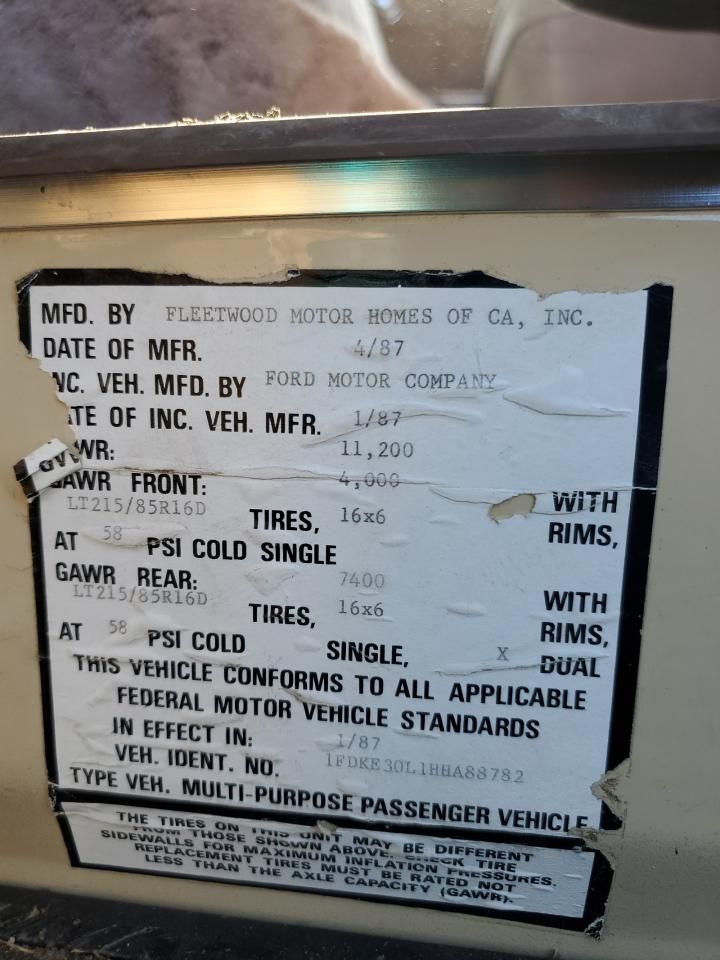 MFD. BY FLEETWOOD MOTOR HOMES OF CA, INC.
DATE OF MFR. 4/87
NC. VEH. MFD. BY FORD MOTOR COMPANY
TE OF INC. VEH. MFR. 1/87
GVWR: 11,200
GAWR FRONT: 4,000 WITH
LT215/85R16D TIRES, 16x6 RIMS,
AT 58 PSI COLD SINGLE
GAWR REAR: 7400 WITH
LT215/85R16D TIRES, 16x6 RIMS,
AT 58 PSI COLD SINGLE, X DUAL
THIS VEHICLE CONFORMS TO ALL APPLICABLE
FEDERAL MOTOR VEHICLE STANDARDS
IN EFFECT IN: 1/87
VEH. IDENT. NO. 1FDKE30L1HHA88782
TYPE VEH. MULTI-PURPOSE PASSENGER VEHICLE
THE TIRES ON THIS UNIT MAY BE DIFFERENT
FROM THOSE SHOWN ABOVE. CHECK TIRE
SIDEWALLS FOR MAXIMUM INFLATION PRESSURES.
REPLACEMENT TIRES MUST BE RATED NOT
LESS THAN THE AXLE CAPACITY (GAWR).